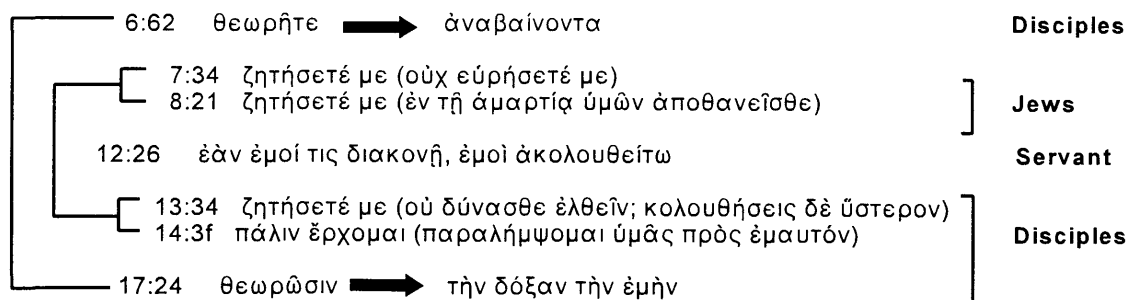 6:62 θεωρῆτε ἀναβαίνοντα Disciples
7:34 ζητήσετέ με (οὐχ εὑρήσετέ με)
8:21 ζητήσετέ με (ἐν τῇ ἁμαρτίᾳ ὑμῶν ἀποθανεῖσθε) Jews
12:26 ἐὰν ἐμοί τις διακονῇ, ἐμοὶ ἀκολουθείτω Servant
13:34 ζητήσετέ με (οὐ δύνασθε ἐλθεῖν; κολουθήσεις δὲ ὕστερον)
14:3f πάλιν ἔρχομαι (παραλήμψομαι ὑμᾶς πρὸς ἐμαυτόν) Disciples
17:24 θεωρῶσιν τὴν δόξαν τὴν ἐμὴν